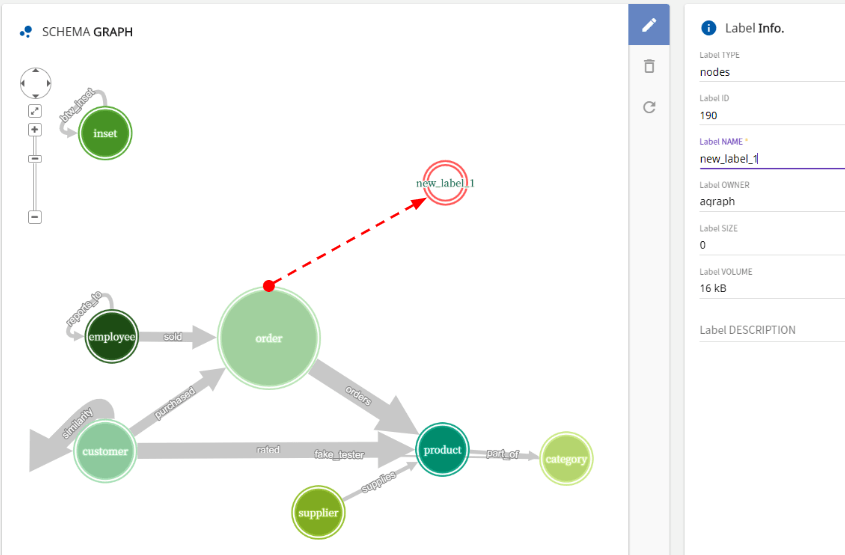 SCHEMA GRAPH
btw_inset
inset
new_label_1
reports_to
employee
sold
order
purchased
orders
similarity
customer
rated
fake_tester
product
part_of
category
supplies
supplier
Label Info.
Label TYPE
nodes
Label ID
190
Label NAME *
new_label_1
Label OWNER
agraph
Label SIZE
0
Label VOLUME
16 kB
Label DESCRIPTION